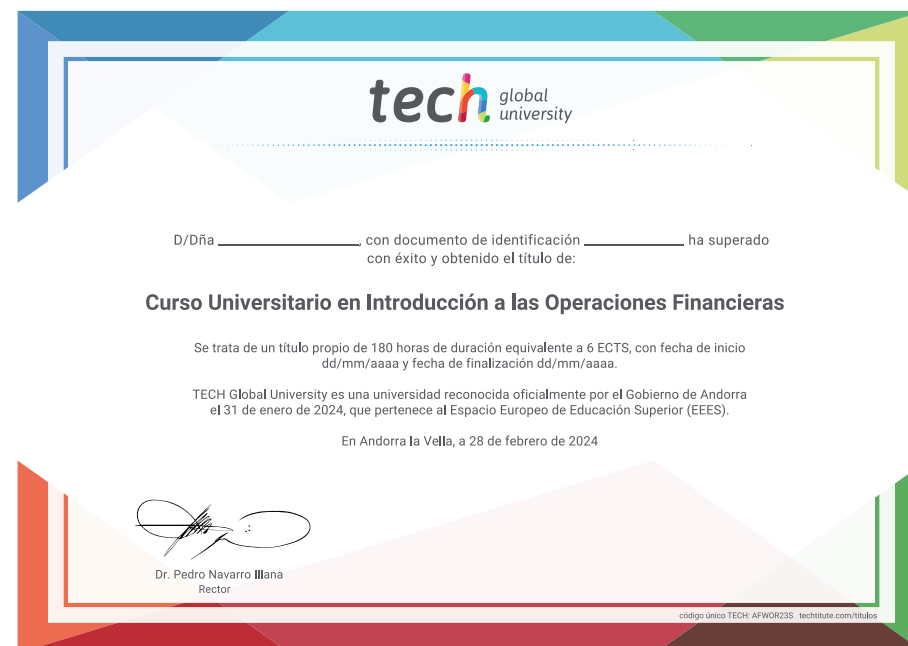 tech global university
D/Dña ____________________, con documento de identificación ______________ ha superado
con éxito y obtenido el título de:
Curso Universitario en Introducción a las Operaciones Financieras
Se trata de un título propio de 180 horas de duración equivalente a 6 ECTS, con fecha de inicio
dd/mm/aaaa y fecha de finalización dd/mm/aaaa.
TECH Global University es una universidad reconocida oficialmente por el Gobierno de Andorra
el 31 de enero de 2024, que pertenece al Espacio Europeo de Educación Superior (EEES).
En Andorra la Vella, a 28 de febrero de 2024
Dr. Pedro Navarro Illana
Rector
código único TECH: AFWOR23S techtitute.com/titulos